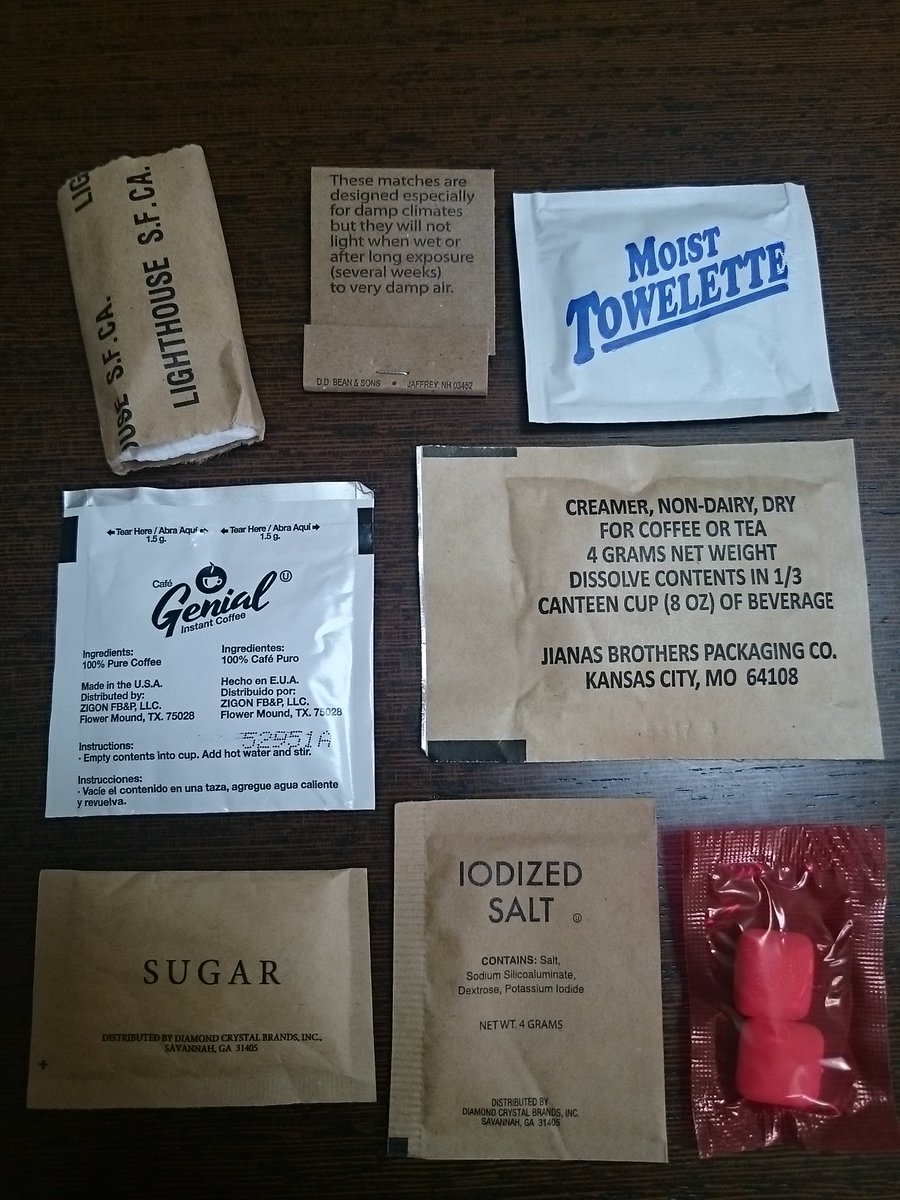 LIG
LIGHTHOUSE S.F. CA.
OUSE S.F. CA.
These matches are
designed especially
for damp climates
but they will not
light when wet or
after long exposure
(several weeks)
to very damp air.
D.D. BEAN & SONS • JAFFREY, NH 03452
MOIST
TOWELETTE
Tear Here / Abra Aquí Tear Here / Abra Aquí
1.5 g. 1.5 g.
Café
Genial
Instant Coffee
U
Ingredients:
100% Pure Coffee
Made in the U.S.A.
Distributed by:
ZIGON FB&P, LLC.
Flower Mound, TX. 75028
Ingredientes:
100% Café Puro
Hecho en E.U.A.
Distribuido por:
ZIGON FB&P, LLC.
Flower Mound, TX. 75028
52951A
Instructions:
· Empty contents into cup. Add hot water and stir.
Instrucciones:
· Vacíe el contenido en una taza, agregue agua caliente
y revuelva.
CREAMER, NON-DAIRY, DRY
FOR COFFEE OR TEA
4 GRAMS NET WEIGHT
DISSOLVE CONTENTS IN 1/3
CANTEEN CUP (8 OZ) OF BEVERAGE
JIANAS BROTHERS PACKAGING CO.
KANSAS CITY, MO 64108
SUGAR
DISTRIBUTED BY DIAMOND CRYSTAL BRANDS, INC.,
SAVANNAH, GA 31405
IODIZED
SALT U
CONTAINS: Salt,
Sodium Silicoaluminate,
Dextrose, Potassium Iodide
NET WT. 4 GRAMS
DISTRIBUTED BY
DIAMOND CRYSTAL BRANDS, INC.
SAVANNAH, GA 31405